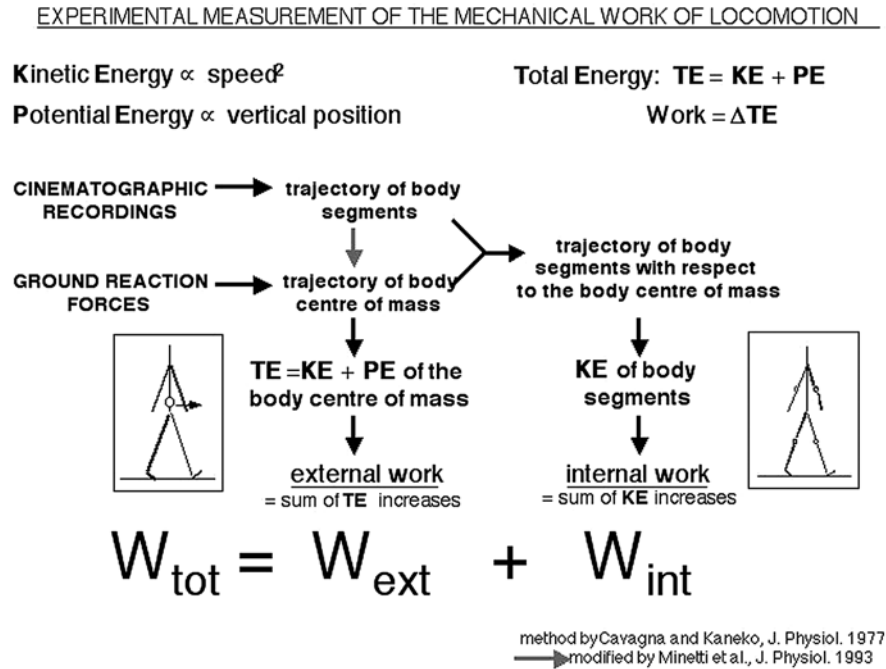 EXPERIMENTAL MEASUREMENT OF THE MECHANICAL WORK OF LOCOMOTION
Kinetic Energy ∝ speed²
Total Energy: TE = KE + PE
Potential Energy ∝ vertical position
Work = ΔTE
CINEMATOGRAPHIC
RECORDINGS
trajectory of body
segments
GROUND REACTION
FORCES
trajectory of body
centre of mass
trajectory of body
segments with respect
to the body centre of mass
TE =KE + PE of the
body centre of mass
KE of body
segments
external work
= sum of TE increases
internal work
= sum of KE increases
Wtot = Wext + Wint
method by Cavagna and Kaneko, J. Physiol. 1977
modified by Minetti et al., J. Physiol. 1993